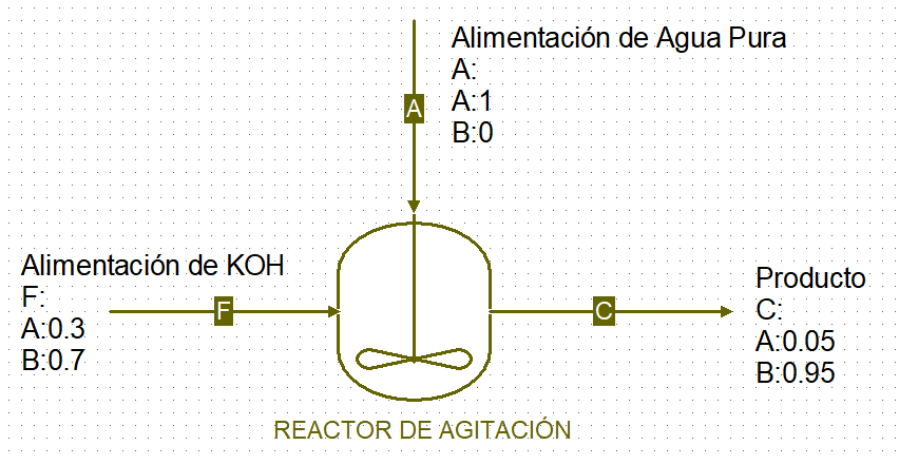 Alimentación de Agua Pura
A:
A:1
B:0
A
Alimentación de KOH
F:
A:0.3
B:0.7
F
C
Producto
C:
A:0.05
B:0.95
REACTOR DE AGITACIÓN